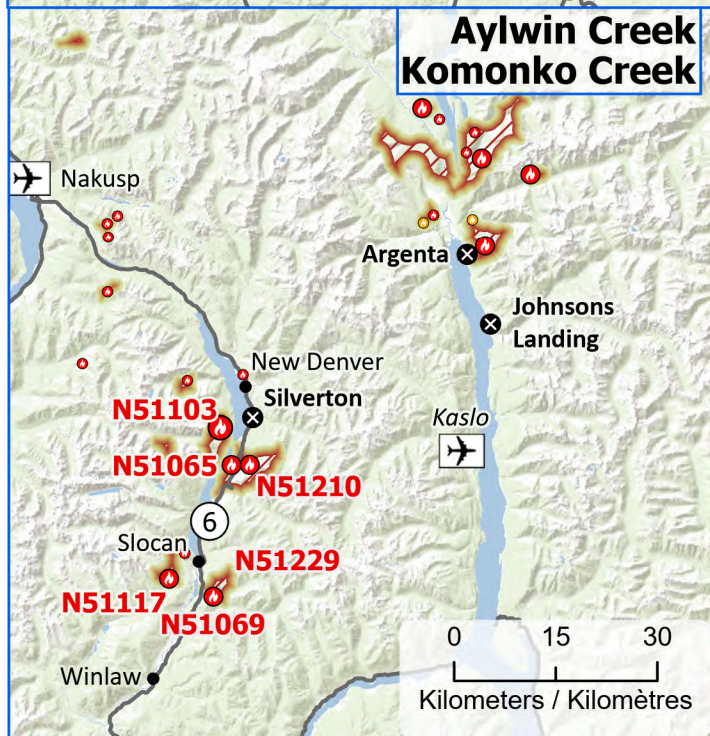 Aylwin Creek
Komonko Creek
Nakusp
Argenta
Johnsons
Landing
New Denver
Silverton
N51103
Kaslo
N51065
N51210
6
Slocan
N51229
N51117
N51069
Winlaw
0 15 30
Kilometers / Kilomètres